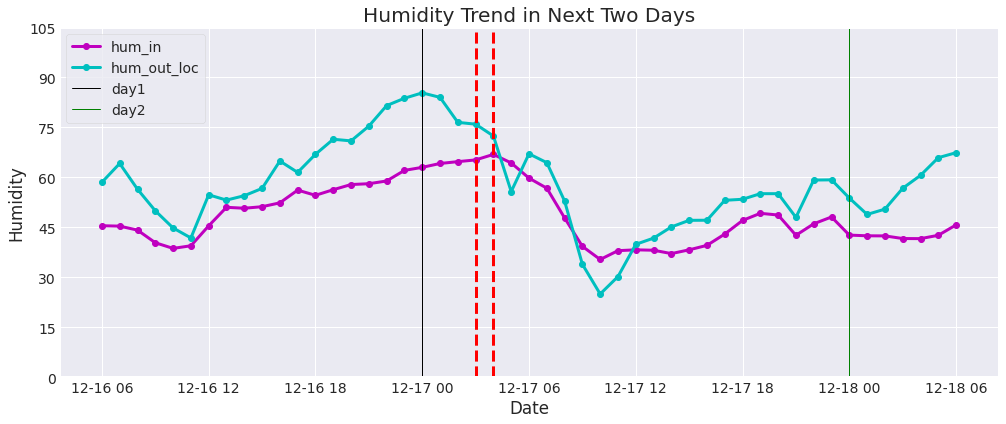 Humidity Trend in Next Two Days
hum_in
hum_out_loc
day1
day2
105
90
75
60
45
30
15
0
Humidity
12-16 06 12-16 12 12-16 18 12-17 00 12-17 06 12-17 12 12-17 18 12-18 00 12-18 06
Date